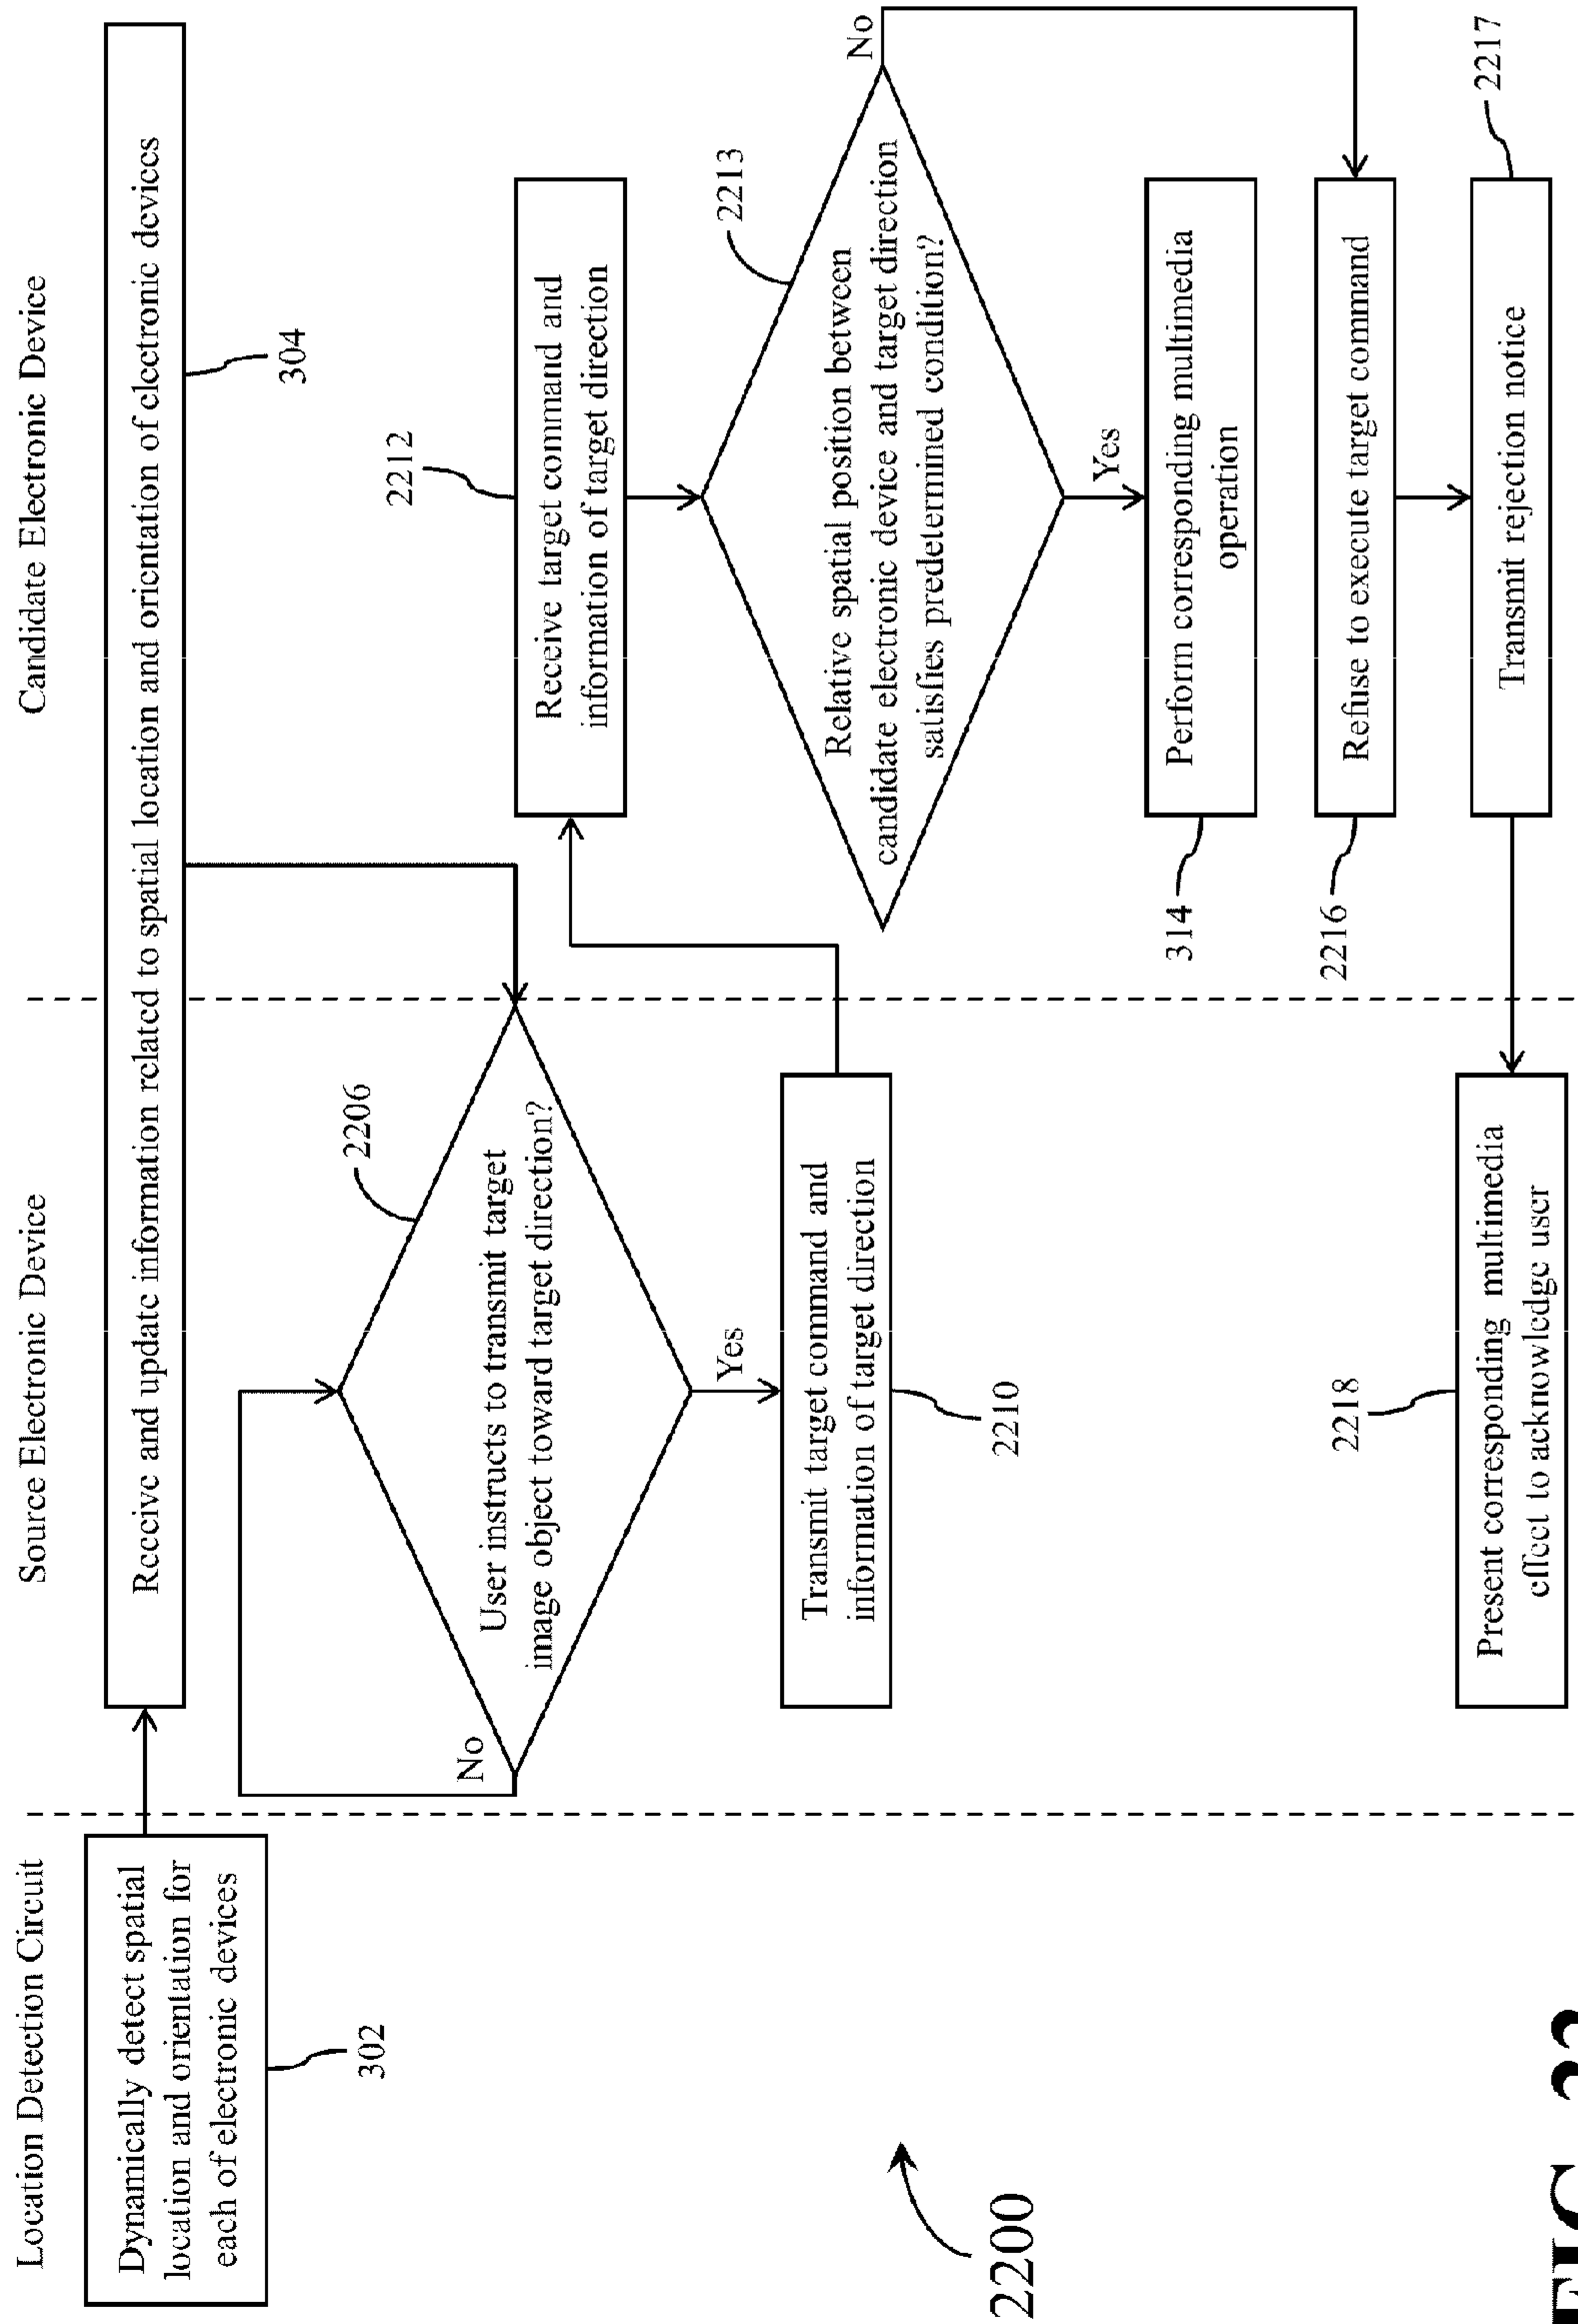 Location Detection Circuit
Source Electronic Device
Candidate Electronic Device
Dynamically detect spatial
location and orientation for
each of electronic devices
302
Receive and update information related to spatial location and orientation of electronic devices
304
2206
User instructs to transmit target
image object toward target direction?
No
Yes
Transmit target command and
information of target direction
2210
2212
Receive target command and
information of target direction
2213
Relative spatial position between
candidate electronic device and target direction
satisfies predetermined condition?
No
Yes
Perform corresponding multimedia
operation
314
Refuse to execute target command
2216
Transmit rejection notice
2217
Present corresponding multimedia
effect to acknowledge user
2218
2200
FIG. 22